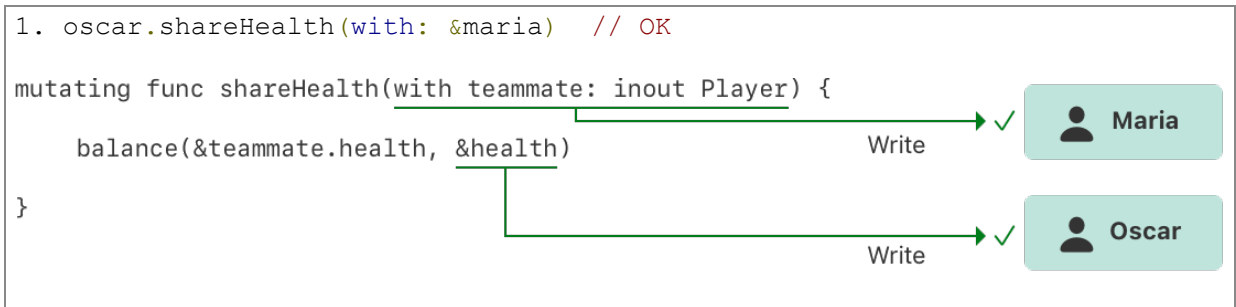 1. oscar.shareHealth(with: &maria)  // OK
mutating func shareHealth(with teammate: inout Player) {
Maria
Write
balance(&teammate.health, &health)
}
Oscar
Write